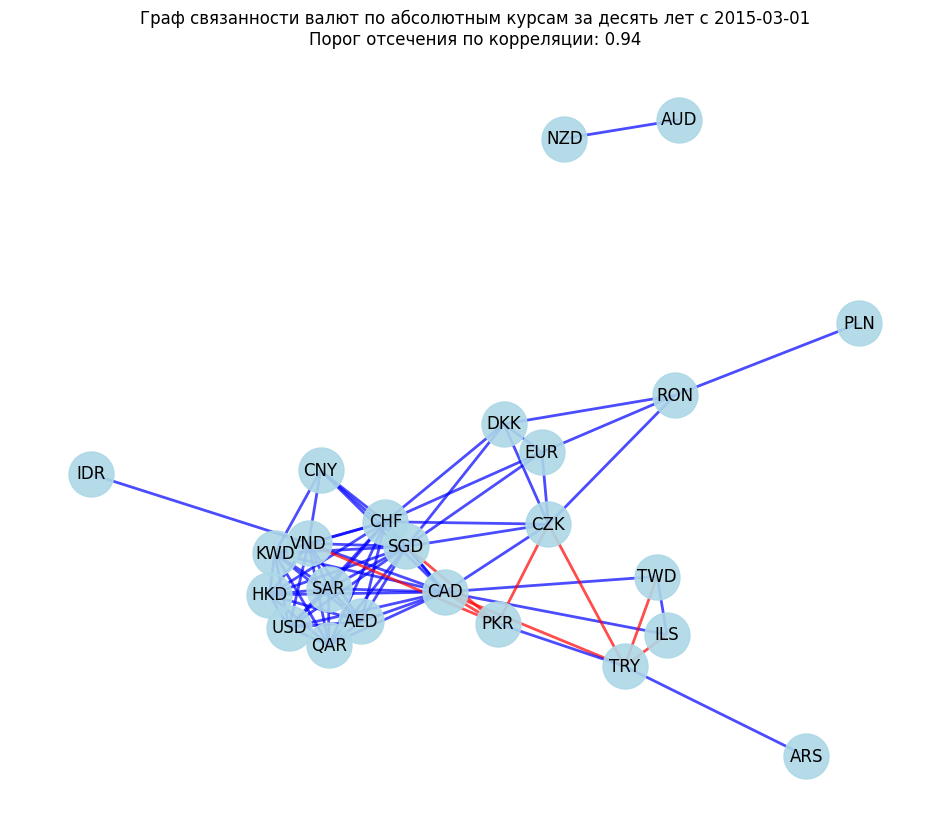 Граф связанности валют по абсолютным курсам за десять лет с 2015-03-01
Порог отсечения по корреляции: 0.94
AUD
NZD
PLN
RON
DKK
EUR
CNY
IDR
CHF
CZK
VND
SGD
KWD
TWD
SAR
CAD
HKD
AED
PKR
USD
ILS
QAR
TRY
ARS